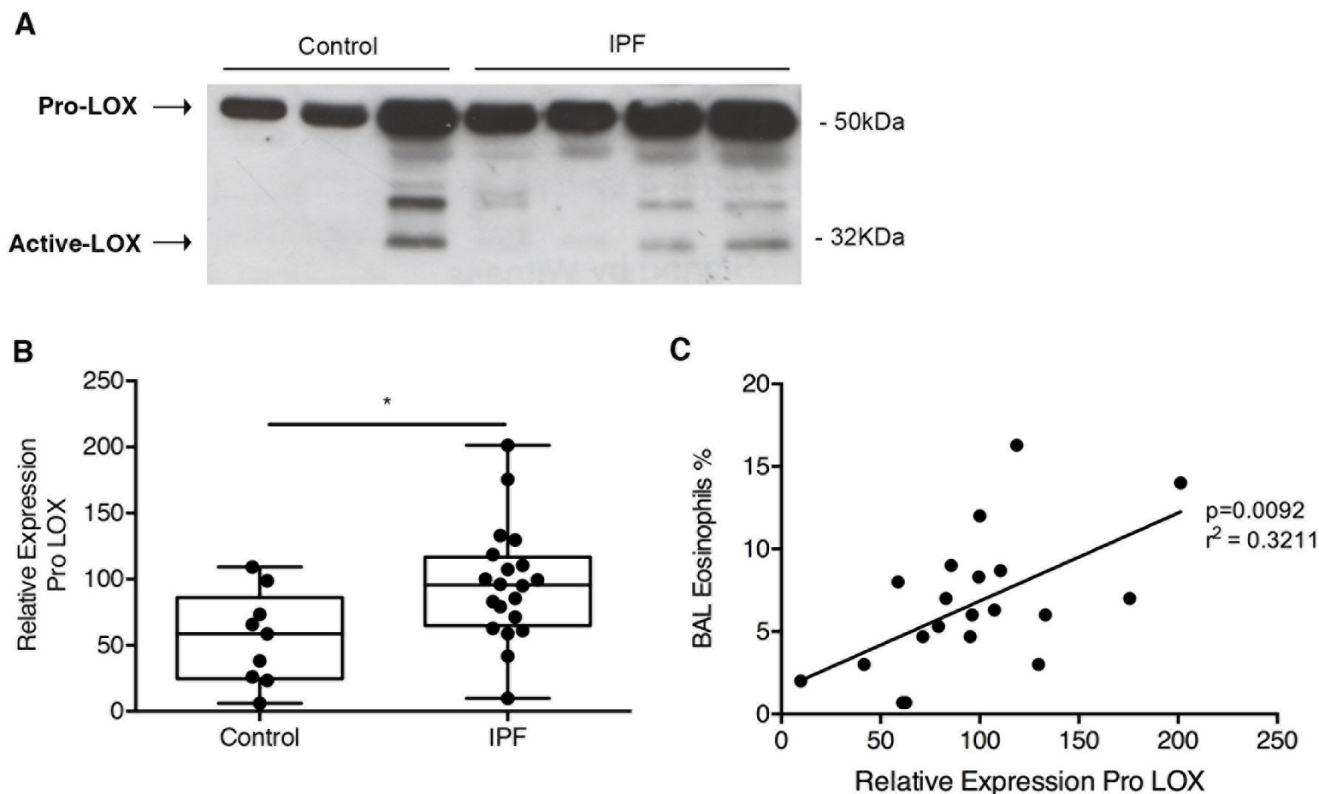 A
Control IPF
Pro-LOX
- 50kDa
Active-LOX
- 32KDa
B
250
200
150
100
50
0
Relative Expression
Pro LOX
*
Control IPF
C
20
15
10
5
0
BAL Eosinophils %
p=0.0092
r² = 0.3211
0 50 100 150 200 250
Relative Expression Pro LOX